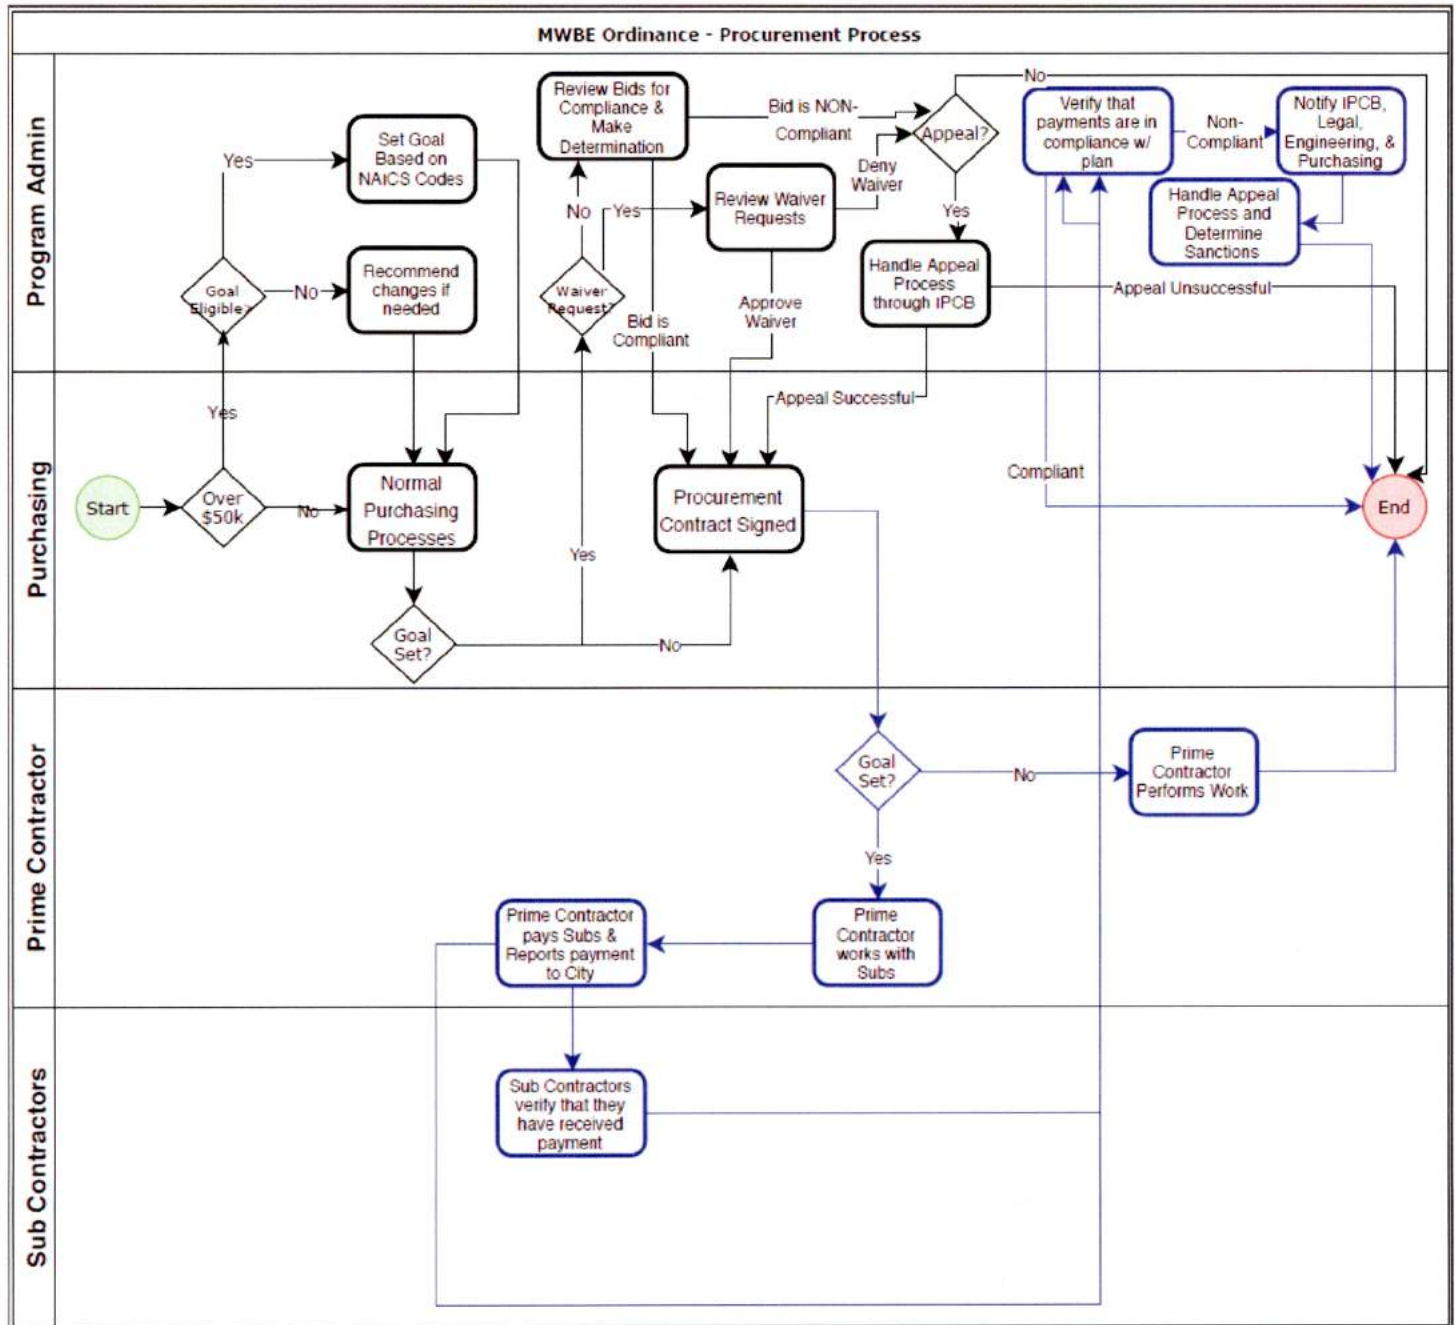 MWBE Ordinance - Procurement Process
Program Admin
Review Bids for
Compliance &
Make
Determination
Bid is NON-
Compliant
Appeal?
No
Verify that
payments are in
compliance w/
plan
Non-
Compliant
Notify IPCB,
Legal,
Engineering, &
Purchasing
Yes
Set Goal
Based on
NAICS Codes
Deny
Waiver
No
Yes
Review Waiver
Requests
Yes
Handle Appeal
Process and
Determine
Sanctions
Goal
Eligible?
No
Recommend
changes if
needed
Waiver
Request?
Bid is
Compliant
Approve
Waiver
Handle Appeal
Process
through IPCB
Appeal Unsuccessful
Purchasing
Yes
Appeal Successful
Start
Over
$50k
No
Normal
Purchasing
Processes
Procurement
Contract Signed
Compliant
End
Yes
Goal
Set?
No
Prime Contractor
Goal
Set?
No
Prime
Contractor
Performs Work
Yes
Prime Contractor
pays Subs &
Reports payment
to City
Prime
Contractor
works with
Subs
Sub Contractors
Sub Contractors
verify that they
have received
payment